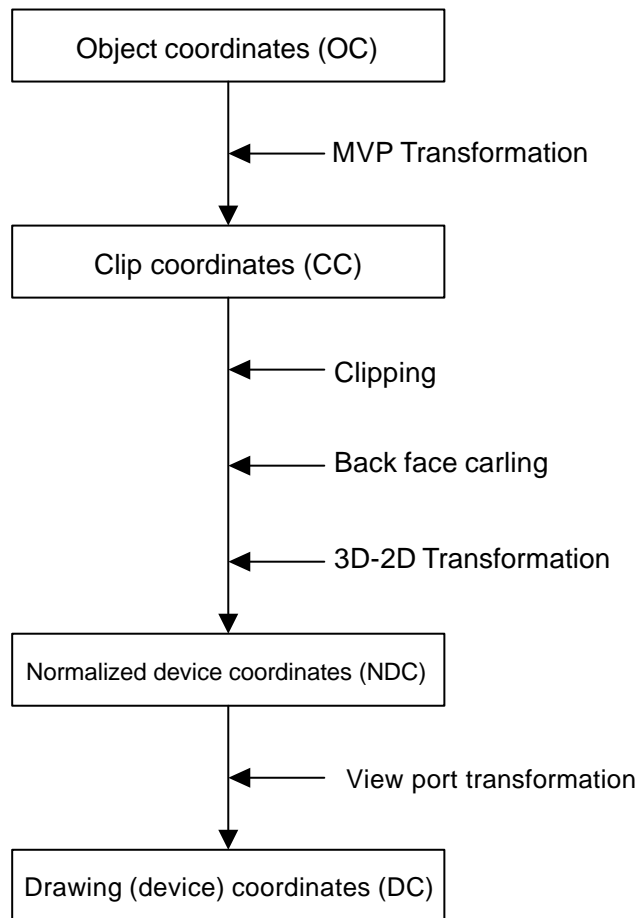 Object coordinates (OC)
MVP Transformation
Clip coordinates (CC)
Clipping
Back face carling
3D-2D Transformation
Normalized device coordinates (NDC)
View port transformation
Drawing (device) coordinates (DC)